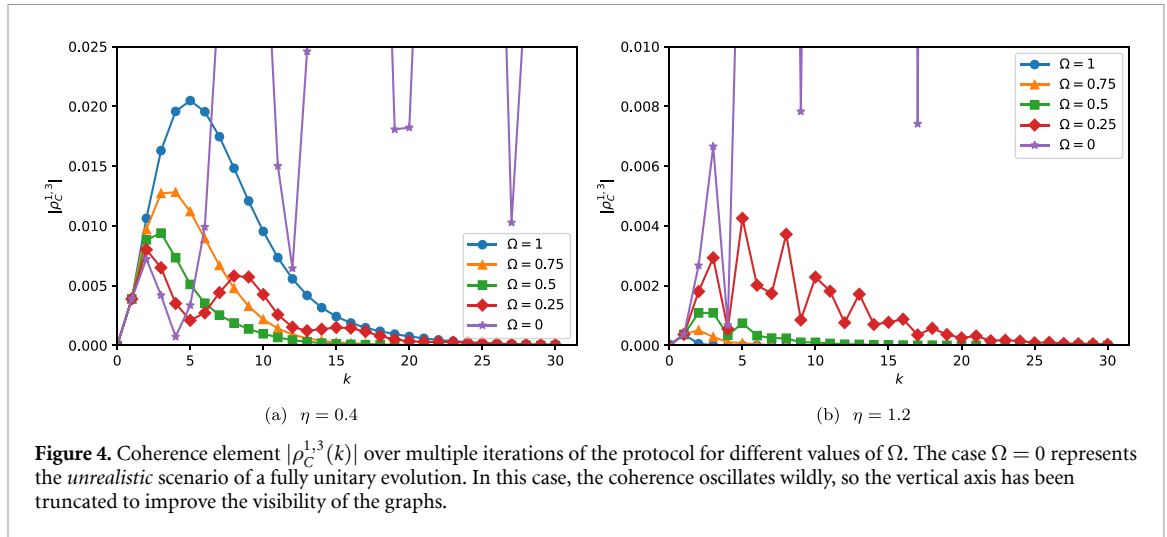 0.025
0.020
0.015
0.010
0.005
0.000
|ρ_C^{1,3}|
0 5 10 15 20 25 30
k
Ω = 1
Ω = 0.75
Ω = 0.5
Ω = 0.25
Ω = 0
(a) η = 0.4
0.010
0.008
0.006
0.004
0.002
0.000
|ρ_C^{1,3}|
0 5 10 15 20 25 30
k
Ω = 1
Ω = 0.75
Ω = 0.5
Ω = 0.25
Ω = 0
(b) η = 1.2
Figure 4. Coherence element |ρ_C^{1,3}(k)| over multiple iterations of the protocol for different values of Ω. The case Ω = 0 represents
the unrealistic scenario of a fully unitary evolution. In this case, the coherence oscillates wildly, so the vertical axis has been
truncated to improve the visibility of the graphs.